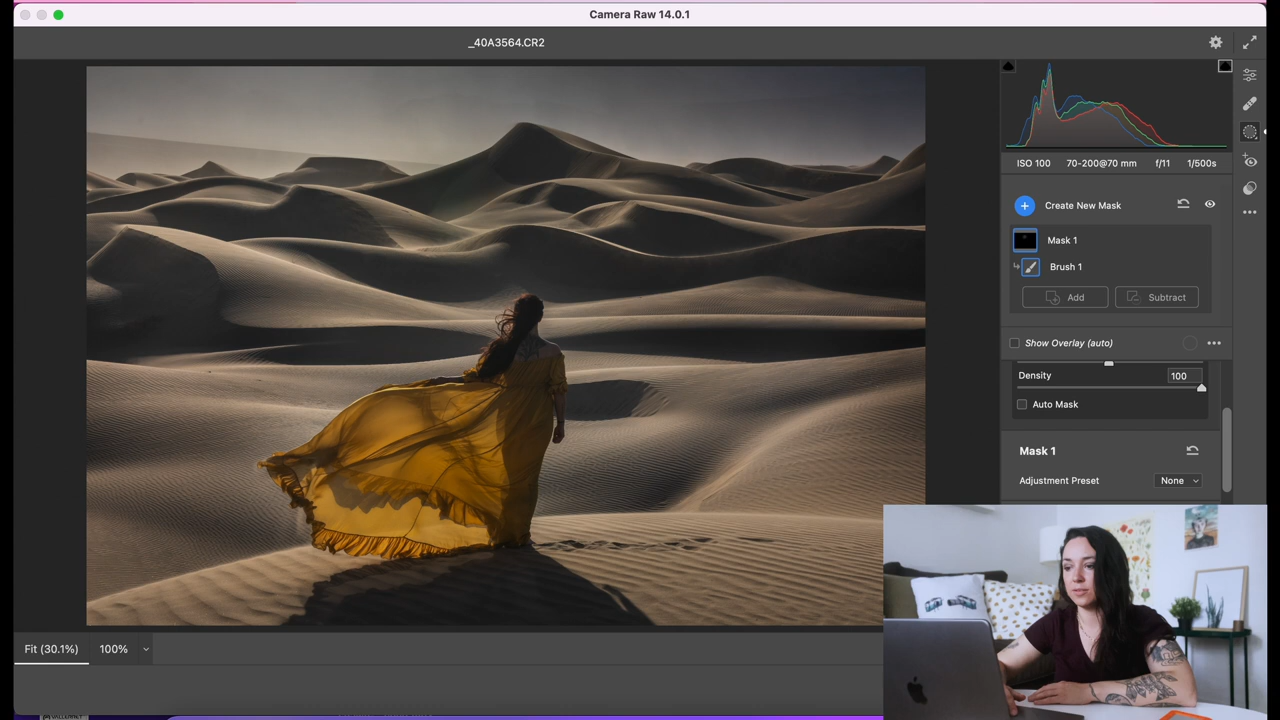 Camera Raw 14.0.1
_40A3564.CR2
ISO 100 70-200@70 mm f/11 1/500s
Create New Mask
Mask 1
Brush 1
Add Subtract
Show Overlay (auto)
Density 100
Auto Mask
Mask 1
Adjustment Preset None
Fit (30.1%) 100%